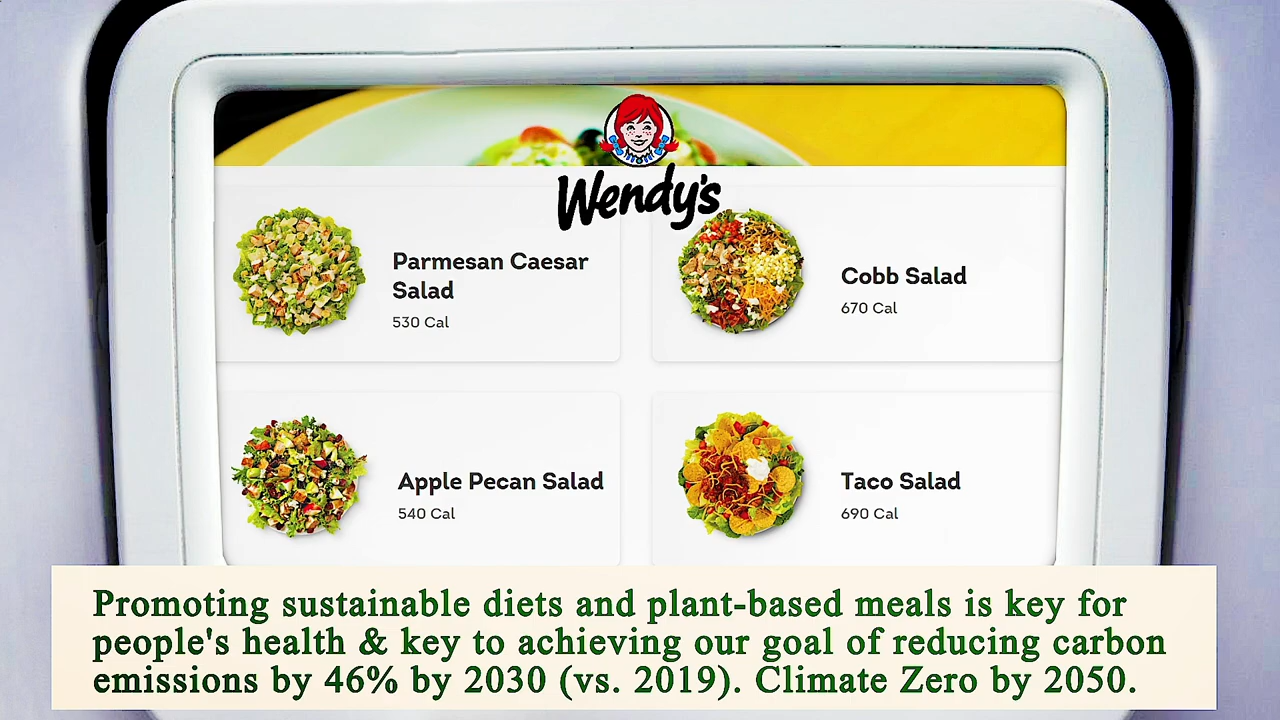 Wendy's
Parmesan Caesar
Salad
530 Cal
Cobb Salad
670 Cal
Apple Pecan Salad
540 Cal
Taco Salad
690 Cal
Promoting sustainable diets and plant-based meals is key for
people's health & key to achieving our goal of reducing carbon
emissions by 46% by 2030 (vs. 2019). Climate Zero by 2050.